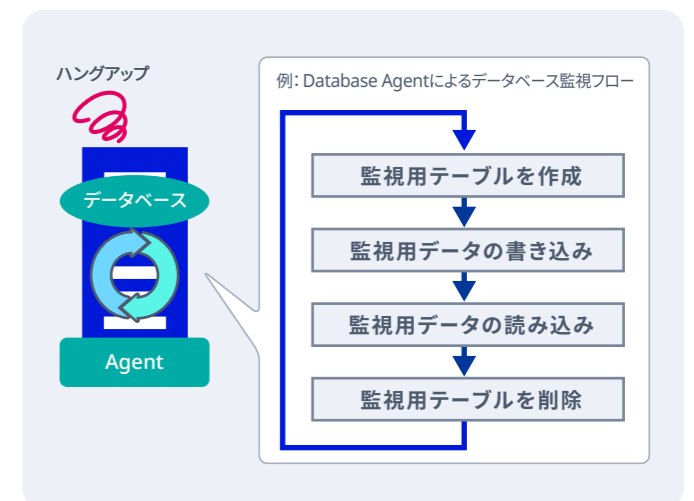 ハングアップ
データベース
Agent
例：Database Agentによるデータベース監視フロー
監視用テーブルを作成
監視用データの書き込み
監視用データの読み込み
監視用テーブルを削除